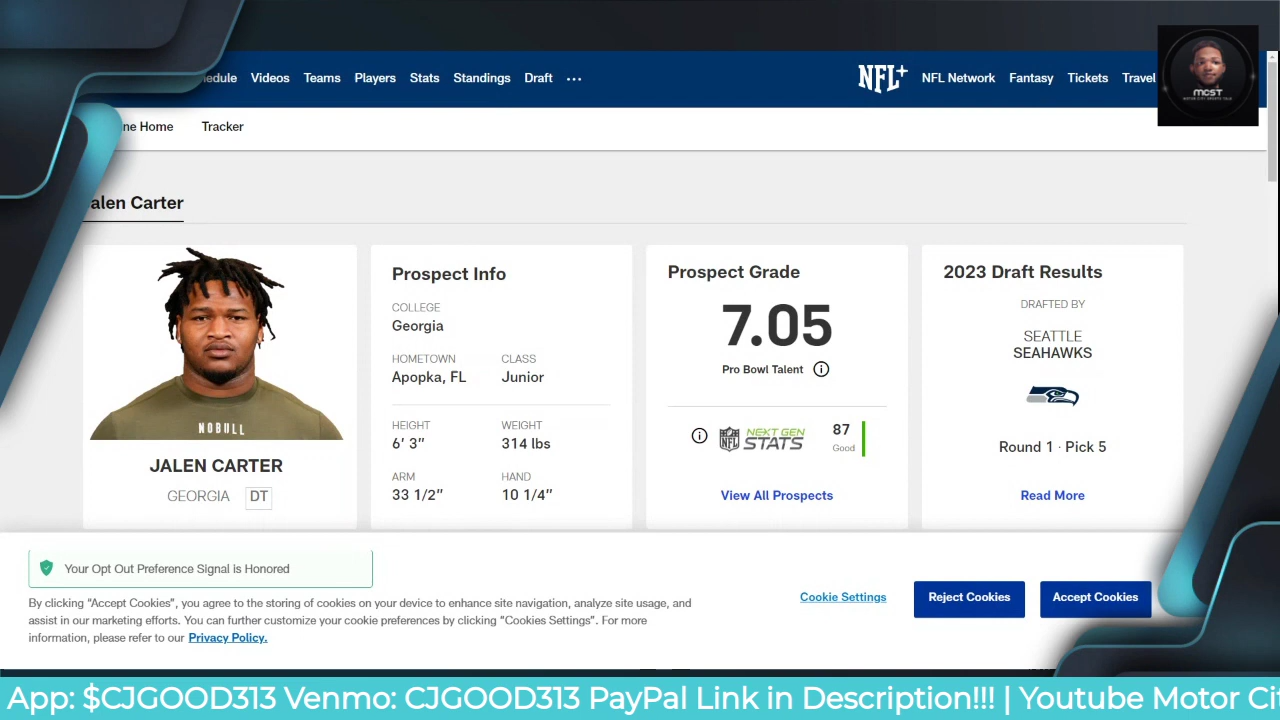 Videos Teams Players Stats Standings Draft ...
NFL+ NFL Network Fantasy Tickets Travel
MCST
Home Tracker
alen Carter
NOBULL
JALEN CARTER
GEORGIA DT
Prospect Info
COLLEGE
Georgia
HOMETOWN CLASS
Apopka, FL Junior
HEIGHT WEIGHT
6' 3" 314 lbs
ARM HAND
33 1/2" 10 1/4"
Prospect Grade
7.05
Pro Bowl Talent
NFL NEXT GEN STATS
87
Good
View All Prospects
2023 Draft Results
DRAFTED BY
SEATTLE
SEAHAWKS
Round 1 · Pick 5
Read More
Your Opt Out Preference Signal is Honored
By clicking “Accept Cookies”, you agree to the storing of cookies on your device to enhance site navigation, analyze site usage, and
assist in our marketing efforts. You can further customize your cookie preferences by clicking “Cookies Settings”. For more
information, please refer to our Privacy Policy.
Cookie Settings
Reject Cookies
Accept Cookies
App: $CJGOOD313 Venmo: CJGOOD313 PayPal Link in Description!!! | Youtube Motor Ci